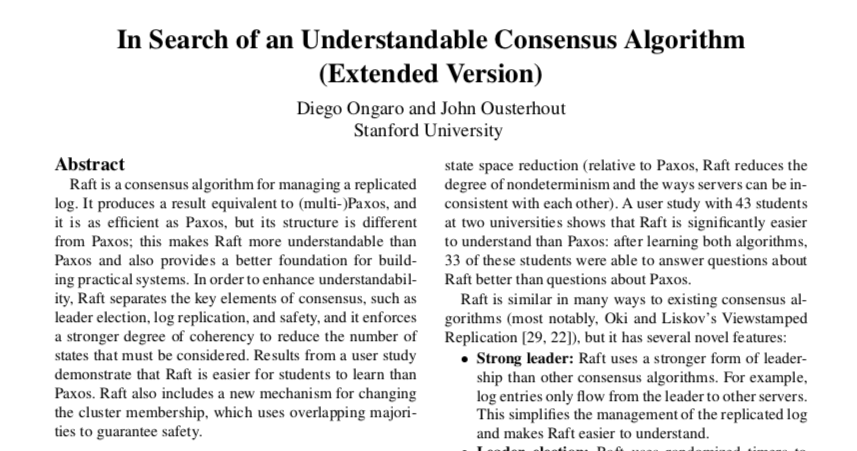 In Search of an Understandable Consensus Algorithm
(Extended Version)
Diego Ongaro and John Ousterhout
Stanford University
Abstract
Raft is a consensus algorithm for managing a replicated
log. It produces a result equivalent to (multi-)Paxos, and
it is as efficient as Paxos, but its structure is different
from Paxos; this makes Raft more understandable than
Paxos and also provides a better foundation for build-
ing practical systems. In order to enhance understandabil-
ity, Raft separates the key elements of consensus, such as
leader election, log replication, and safety, and it enforces
a stronger degree of coherency to reduce the number of
states that must be considered. Results from a user study
demonstrate that Raft is easier for students to learn than
Paxos. Raft also includes a new mechanism for changing
the cluster membership, which uses overlapping majori-
ties to guarantee safety.
state space reduction (relative to Paxos, Raft reduces the
degree of nondeterminism and the ways servers can be in-
consistent with each other). A user study with 43 students
at two universities shows that Raft is significantly easier
to understand than Paxos: after learning both algorithms,
33 of these students were able to answer questions about
Raft better than questions about Paxos.
Raft is similar in many ways to existing consensus al-
gorithms (most notably, Oki and Liskov's Viewstamped
Replication [29, 22]), but it has several novel features:
• Strong leader: Raft uses a stronger form of leader-
ship than other consensus algorithms. For example,
log entries only flow from the leader to other servers.
This simplifies the management of the replicated log
and makes Raft easier to understand.